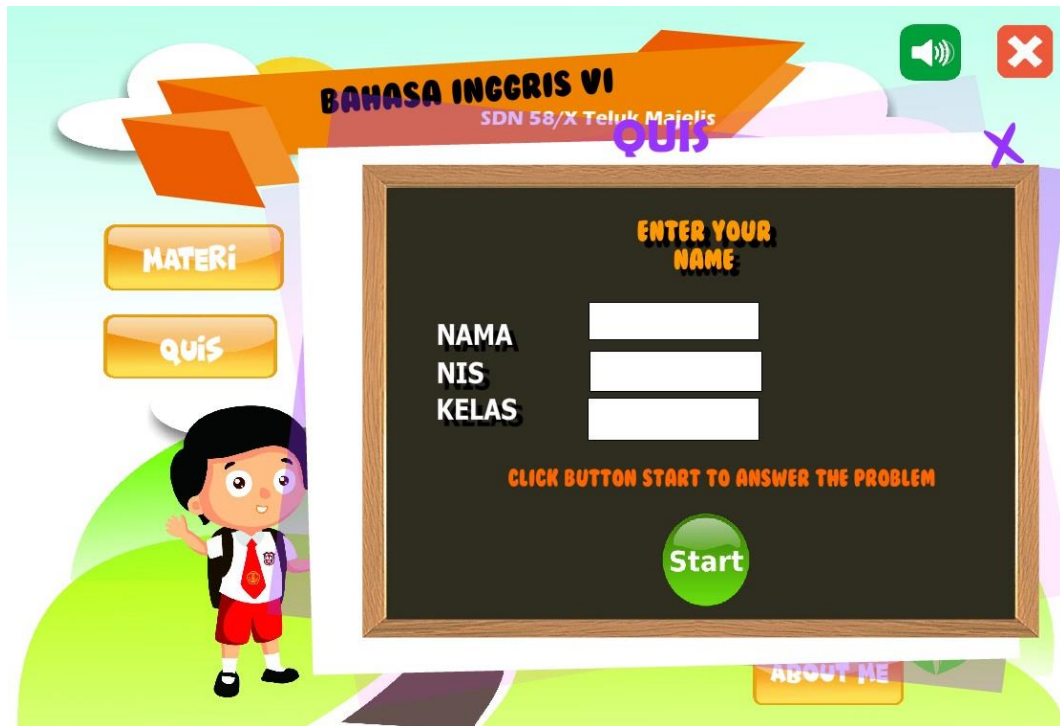 BAHASA INGGRIS VI
SDN 58/X Teluk Majelis
QUIS
X
MATERI
QUIS
ENTER YOUR
NAME
NAMA
NIS
KELAS
CLICK BUTTON START TO ANSWER THE PROBLEM
Start
ABOUT ME